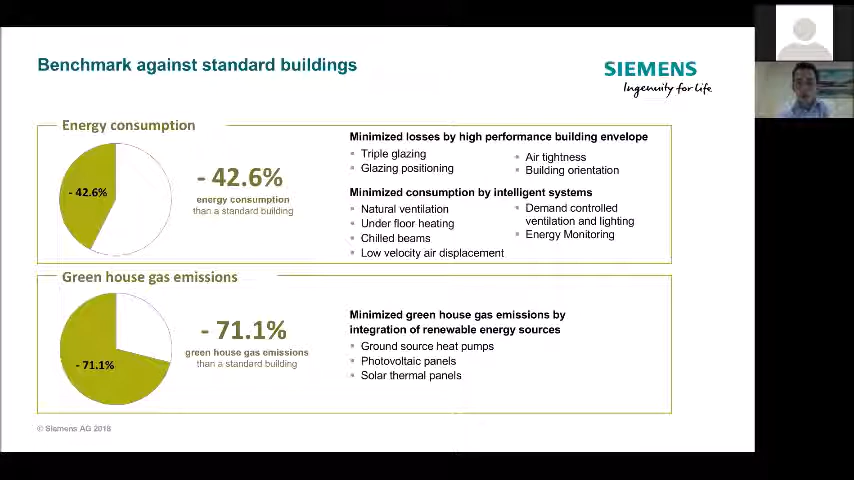 Benchmark against standard buildings
SIEMENS
Ingenuity for life
Energy consumption
- 42.6%
- 42.6%
energy consumption
than a standard building
Minimized losses by high performance building envelope
▪ Triple glazing
▪ Glazing positioning
▪ Air tightness
▪ Building orientation
Minimized consumption by intelligent systems
▪ Natural ventilation
▪ Under floor heating
▪ Chilled beams
▪ Low velocity air displacement
▪ Demand controlled
ventilation and lighting
▪ Energy Monitoring
Green house gas emissions
- 71.1%
- 71.1%
green house gas emissions
than a standard building
Minimized green house gas emissions by
integration of renewable energy sources
▪ Ground source heat pumps
▪ Photovoltaic panels
▪ Solar thermal panels
© Siemens AG 2018